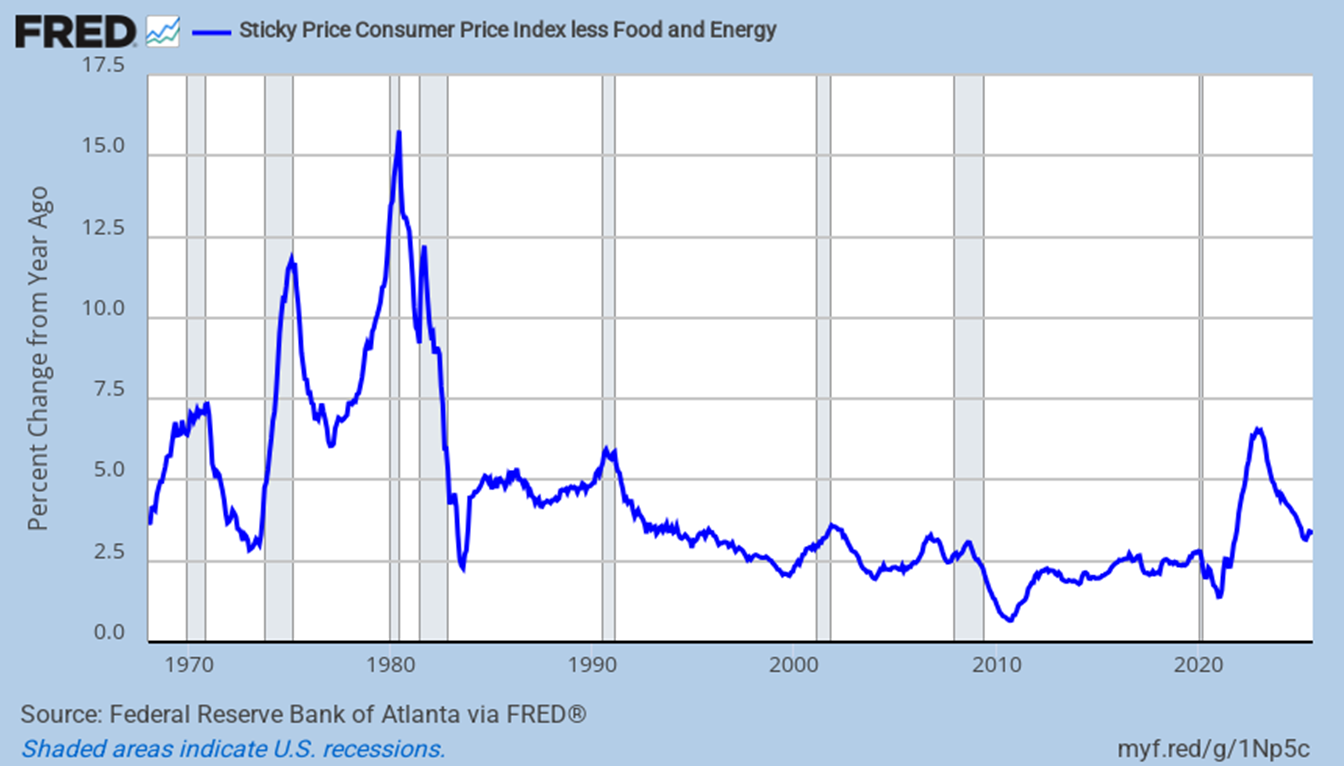 FRED
Sticky Price Consumer Price Index less Food and Energy
Percent Change from Year Ago
17.5
15.0
12.5
10.0
7.5
5.0
2.5
0.0
1970 1980 1990 2000 2010 2020
Source: Federal Reserve Bank of Atlanta via FRED®
Shaded areas indicate U.S. recessions.
myf.red/g/1Np5c